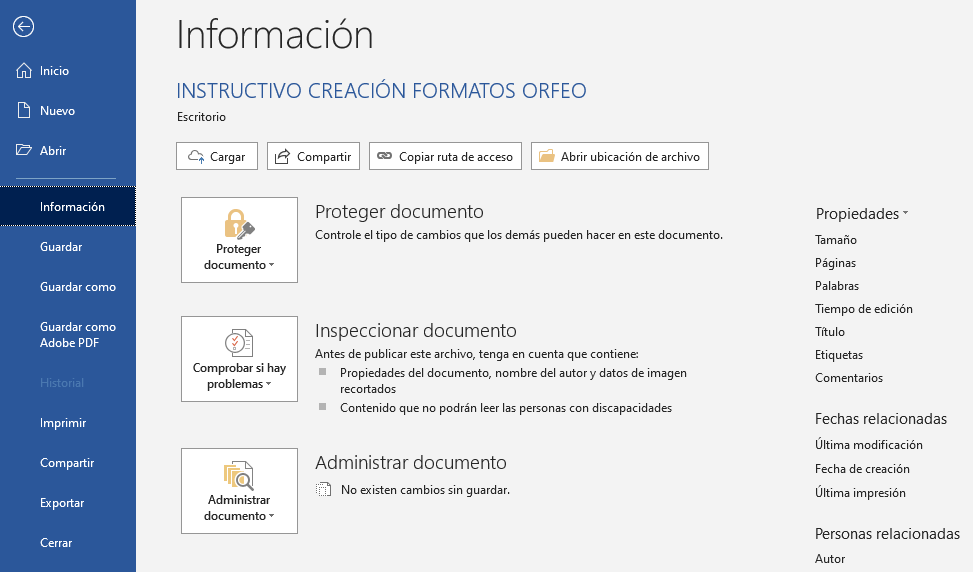 Información
INSTRUCTIVO CREACIÓN FORMATOS ORFEO
Escritorio
Inicio
Nuevo
Abrir
Información
Guardar
Guardar como
Guardar como
Adobe PDF
Historial
Imprimir
Compartir
Exportar
Cerrar
Cargar
Compartir
Copiar ruta de acceso
Abrir ubicación de archivo
Proteger
documento
Proteger documento
Controle el tipo de cambios que los demás pueden hacer en este documento.
Comprobar si hay
problemas
Inspeccionar documento
Antes de publicar este archivo, tenga en cuenta que contiene:
Propiedades del documento, nombre del autor y datos de imagen
recortados
Contenido que no podrán leer las personas con discapacidades
Administrar
documento
Administrar documento
No existen cambios sin guardar.
Propiedades
Tamaño
Páginas
Palabras
Tiempo de edición
Título
Etiquetas
Comentarios
Fechas relacionadas
Última modificación
Fecha de creación
Última impresión
Personas relacionadas
Autor